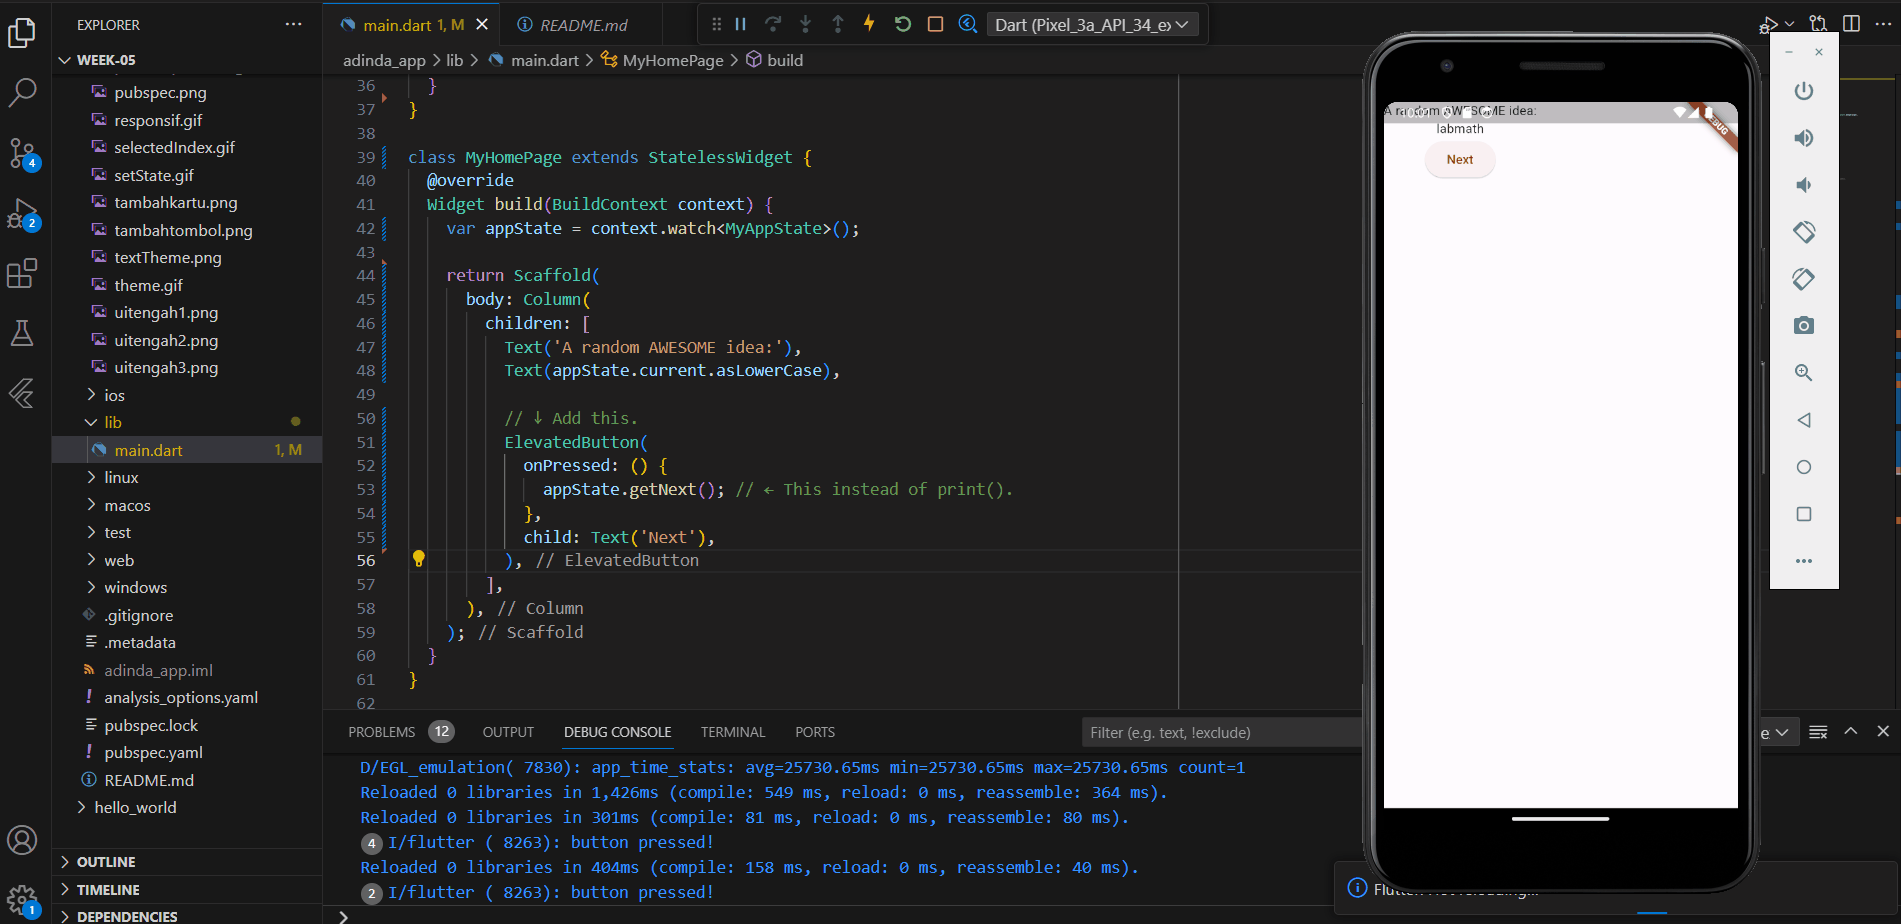 EXPLORER
WEEK-05
pubspec.png
responsif.gif
selectedIndex.gif
setState.gif
tambahkartu.png
tambahtombol.png
textTheme.png
theme.gif
uitengah1.png
uitengah2.png
uitengah3.png
ios
lib
main.dart 1, M
linux
macos
test
web
windows
.gitignore
.metadata
adinda_app.iml
analysis_options.yaml
pubspec.lock
pubspec.yaml
README.md
hello_world
OUTLINE
TIMELINE
DEPENDENCIES
4
2
1
main.dart 1, M
README.md
Dart (Pixel_3a_API_34_ex
adinda_app > lib > main.dart > MyHomePage > build
36 }
37 }
38
39 class MyHomePage extends StatelessWidget {
40 @override
41 Widget build(BuildContext context) {
42 var appState = context.watch<MyAppState>();
43
44 return Scaffold(
45 body: Column(
46 children: [
47 Text('A random AWESOME idea:'),
48 Text(appState.current.asLowerCase),
49
50 // ↓ Add this.
51 ElevatedButton(
52 onPressed: () {
53 appState.getNext(); // ← This instead of print().
54 },
55 child: Text('Next'),
56 ), // ElevatedButton
57 ],
58 ), // Column
59 ); // Scaffold
60 }
61 }
62
PROBLEMS 12 OUTPUT DEBUG CONSOLE TERMINAL PORTS
Filter (e.g. text, !exclude)
D/EGL_emulation( 7830): app_time_stats: avg=25730.65ms min=25730.65ms max=25730.65ms count=1
Reloaded 0 libraries in 1,426ms (compile: 549 ms, reload: 0 ms, reassemble: 364 ms).
Reloaded 0 libraries in 301ms (compile: 81 ms, reload: 0 ms, reassemble: 80 ms).
4 I/flutter ( 8263): button pressed!
Reloaded 0 libraries in 404ms (compile: 158 ms, reload: 0 ms, reassemble: 40 ms).
2 I/flutter ( 8263): button pressed!
A random AWESOME idea:
labmath
Next